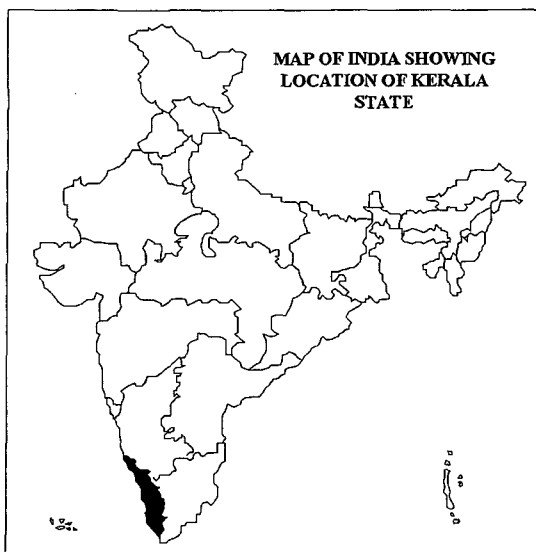 MAP OF INDIA SHOWING
LOCATION OF KERALA
STATE